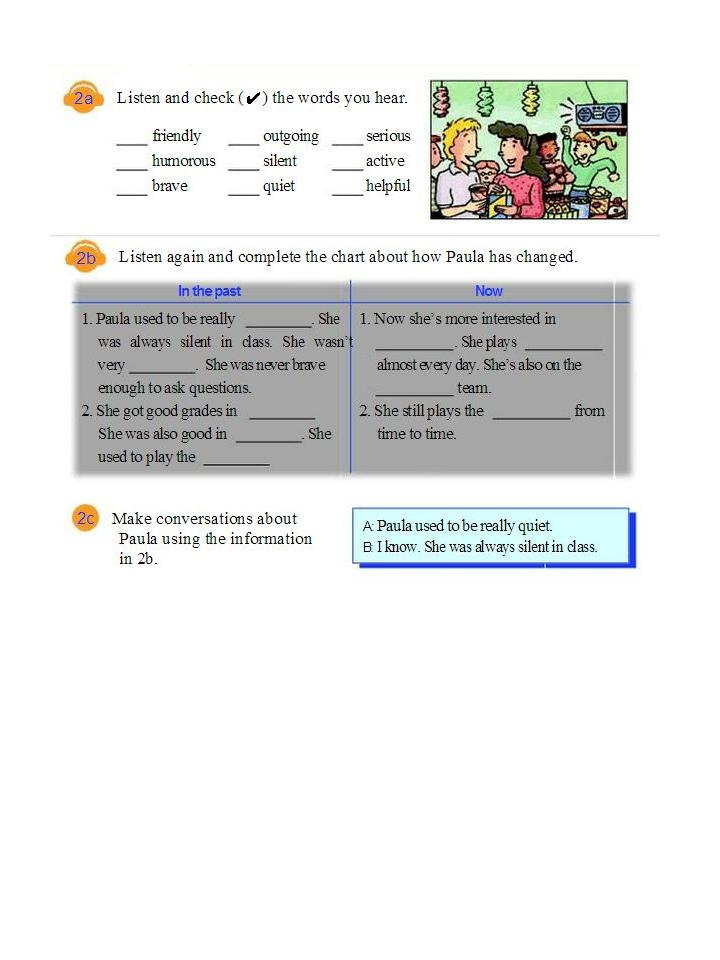 2a Listen and check (✔) the words you hear.
____ friendly ____ outgoing ____ serious
____ humorous ____ silent ____ active
____ brave ____ quiet ____ helpful
2b Listen again and complete the chart about how Paula has changed.
In the past
1. Paula used to be really ________. She
was always silent in class. She wasn't
very ________. She was never brave
enough to ask questions.
2. She got good grades in ________
She was also good in ________. She
used to play the ________
Now
1. Now she's more interested in
__________. She plays __________
almost every day. She's also on the
__________ team.
2. She still plays the __________ from
time to time.
2c Make conversations about
Paula using the information
in 2b.
A: Paula used to be really quiet.
B: I know. She was always silent in class.